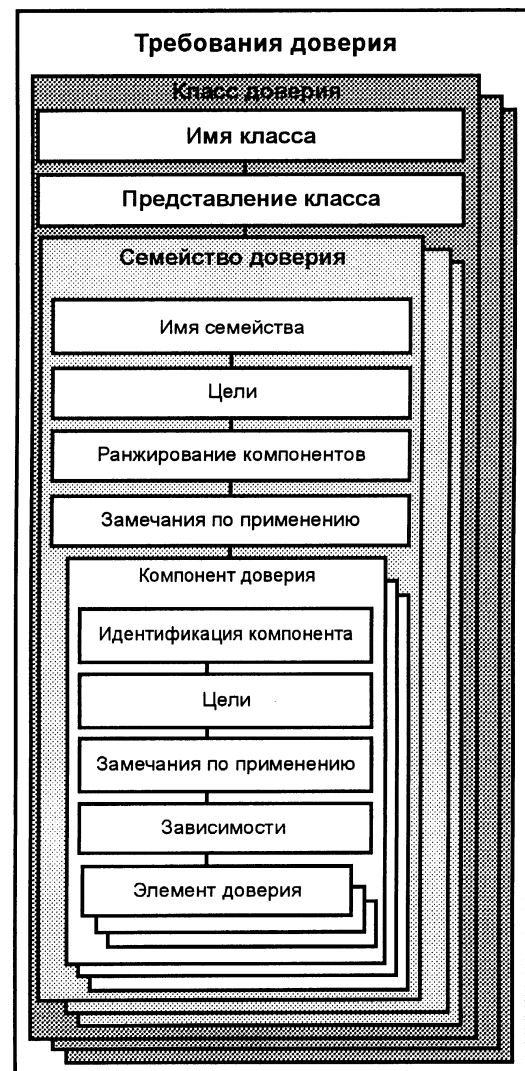 Требования доверия
Класс доверия
Имя класса
Представление класса
Семейство доверия
Имя семейства
Цели
Ранжирование компонентов
Замечания по применению
Компонент доверия
Идентификация компонента
Цели
Замечания по применению
Зависимости
Элемент доверия